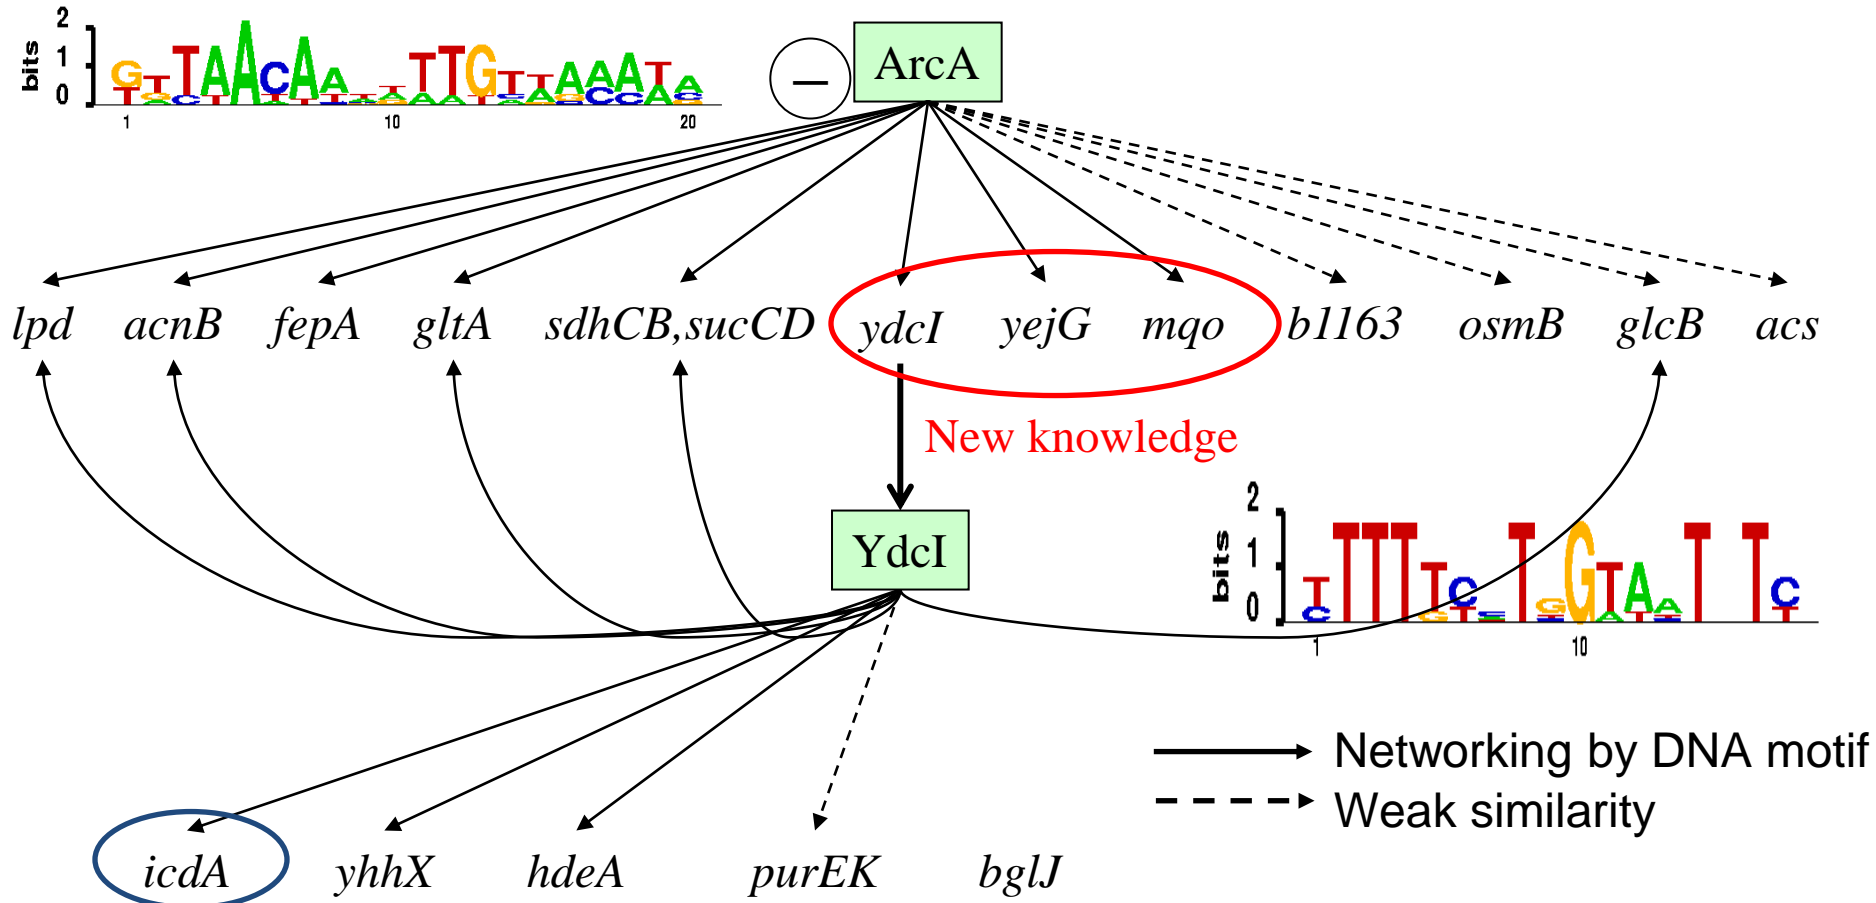 2
1
0
bits
1
10
20
−
ArcA
lpd acnB fepA gltA sdhCB,sucCD ydcI yejG mqo b1163 osmB glcB acs
New knowledge
YdcI
2
1
0
bits
1
10
Networking by DNA motif
Weak similarity
icdA yhhX hdeA purEK bglJ